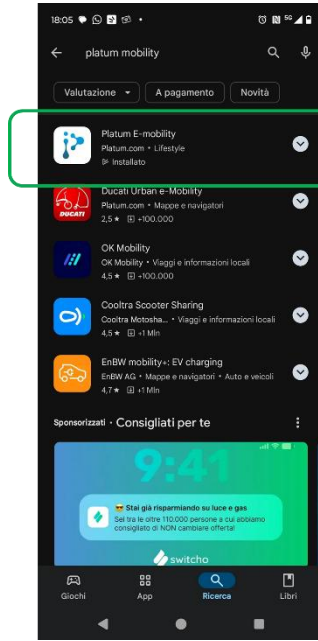 18:05
5G
platum mobility
Valutazione
A pagamento
Novità
Platum E-mobility
Platum.com • Lifestyle
Installato
Ducati Urban e-Mobility
Platum.com • Mappe e navigatori
2,5 ★ +100.000
DUCATI
OK Mobility
OK Mobility • Viaggi e informazioni locali
4,5 ★ +100.000
Cooltra Scooter Sharing
Cooltra Motosha... • Viaggi e informazioni locali
4,5 ★ +1 Mln
EnBW mobility+: EV charging
EnBW AG • Mappe e navigatori • Auto e veicoli
4,7 ★ +1 Mln
Sponsorizzati • Consigliati per te
9:41
Stai già risparmiando su luce e gas
Sei tra le oltre 110.000 persone a cui abbiamo
consigliato di NON cambiare offerta!
switcho
Giochi
App
Ricerca
Libri